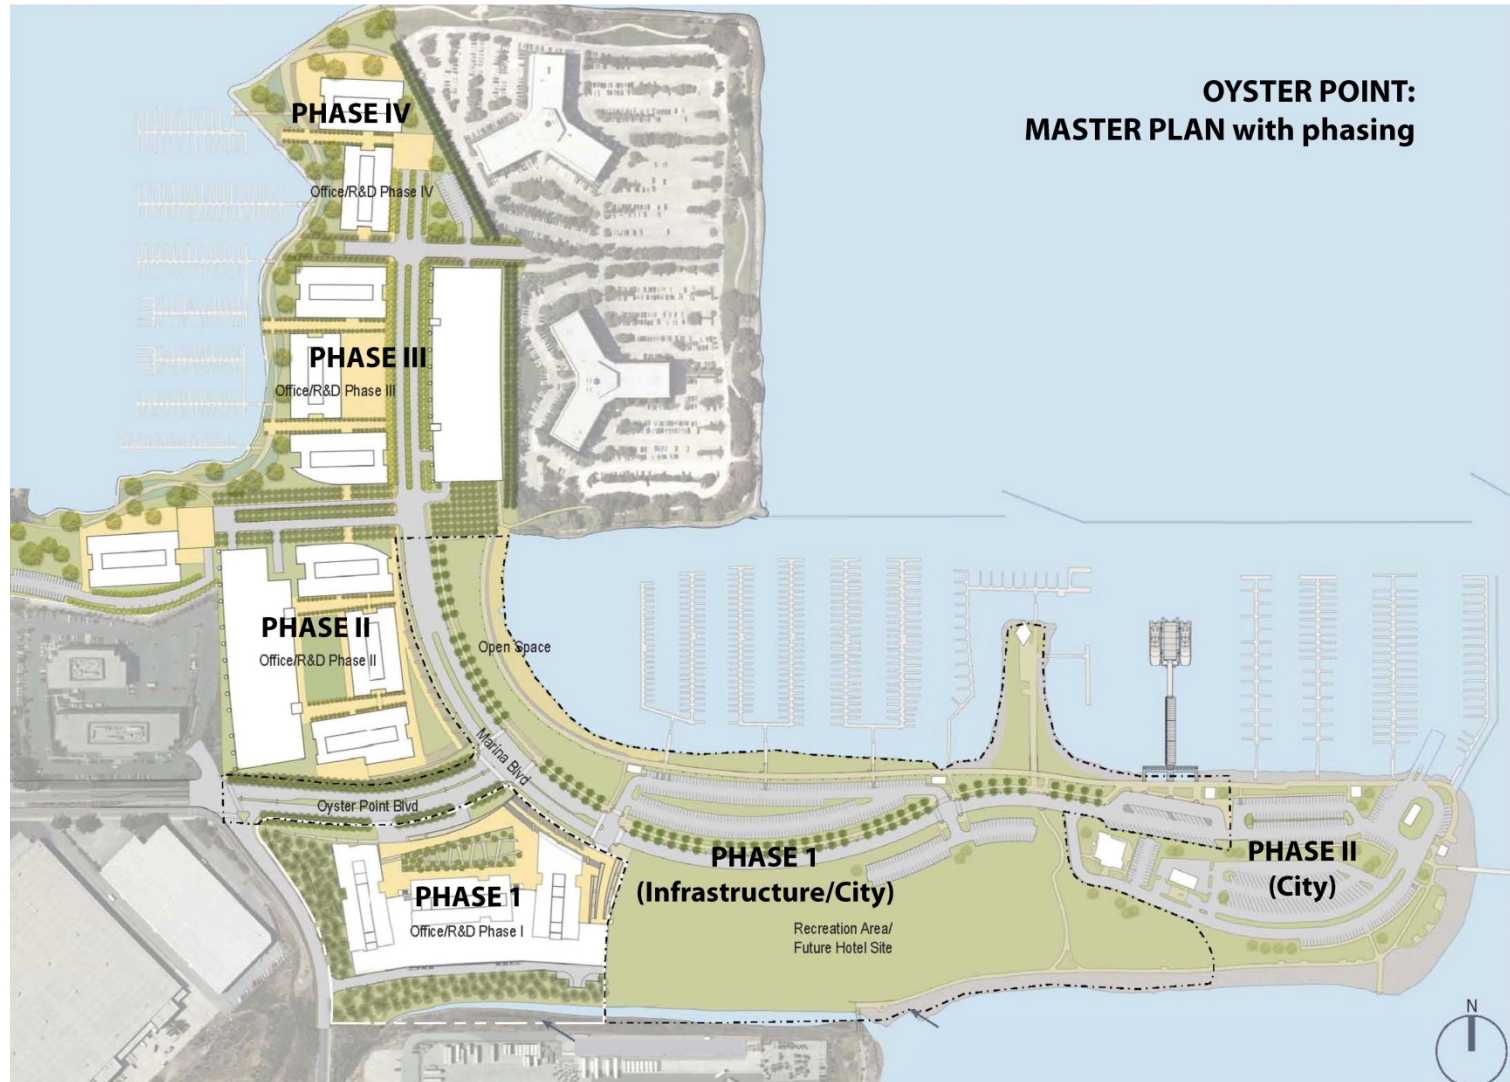 OYSTER POINT:
MASTER PLAN with phasing
PHASE IV
Office/R&D Phase IV
PHASE III
Office/R&D Phase III
PHASE II
Office/R&D Phase II
Open Space
Marina Blvd
Oyster Point Blvd
PHASE 1
Office/R&D Phase I
PHASE 1
(Infrastructure/City)
Recreation Area/
Future Hotel Site
PHASE II
(City)
N